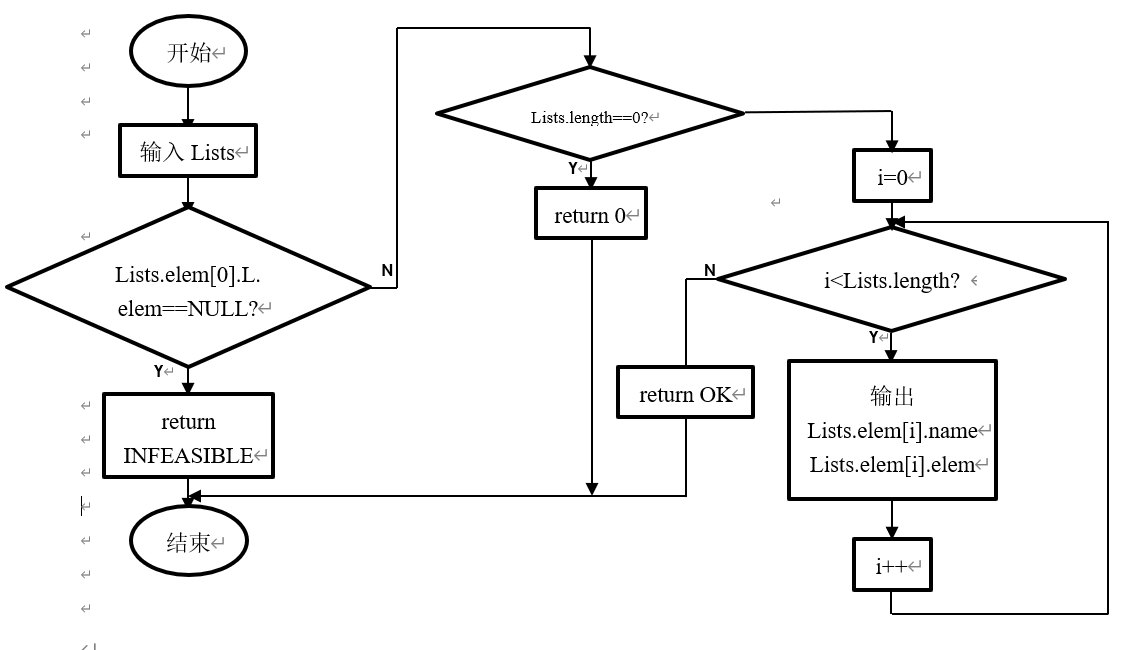 开始
输入 Lists
Lists.elem[0].L.
elem==NULL?
N
Y
return
INFEASIBLE
结束
Lists.length==0?
Y
return 0
i=0
i<Lists.length?
N
Y
return OK
输出
Lists.elem[i].name
Lists.elem[i].elem
i++